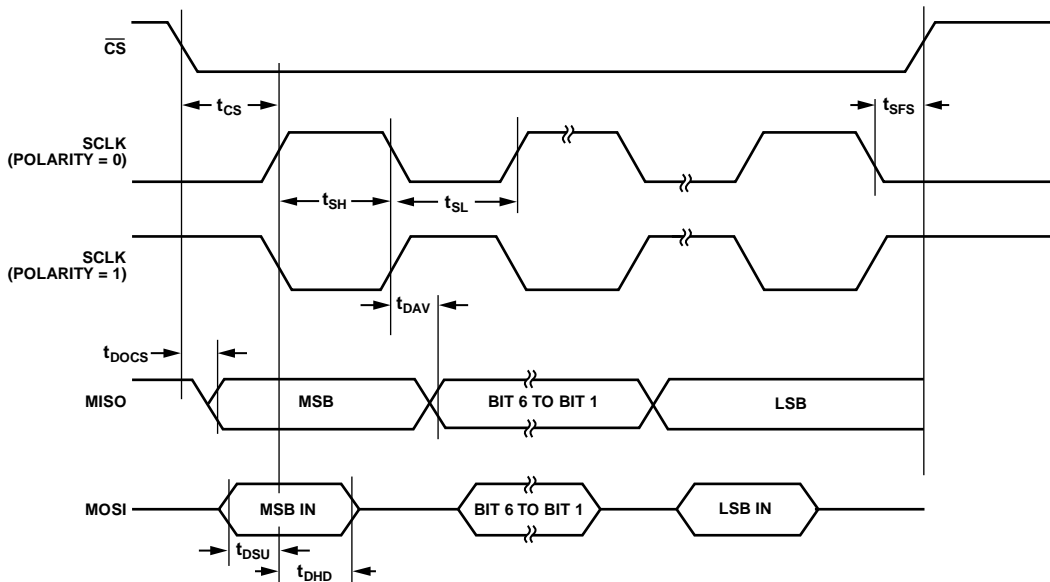 CS
tCS
tSFS
SCLK
(POLARITY = 0)
tSH
tSL
SCLK
(POLARITY = 1)
tDAV
tDOCS
MISO
MSB
BIT 6 TO BIT 1
LSB
MOSI
MSB IN
BIT 6 TO BIT 1
LSB IN
tDSU
tDHD